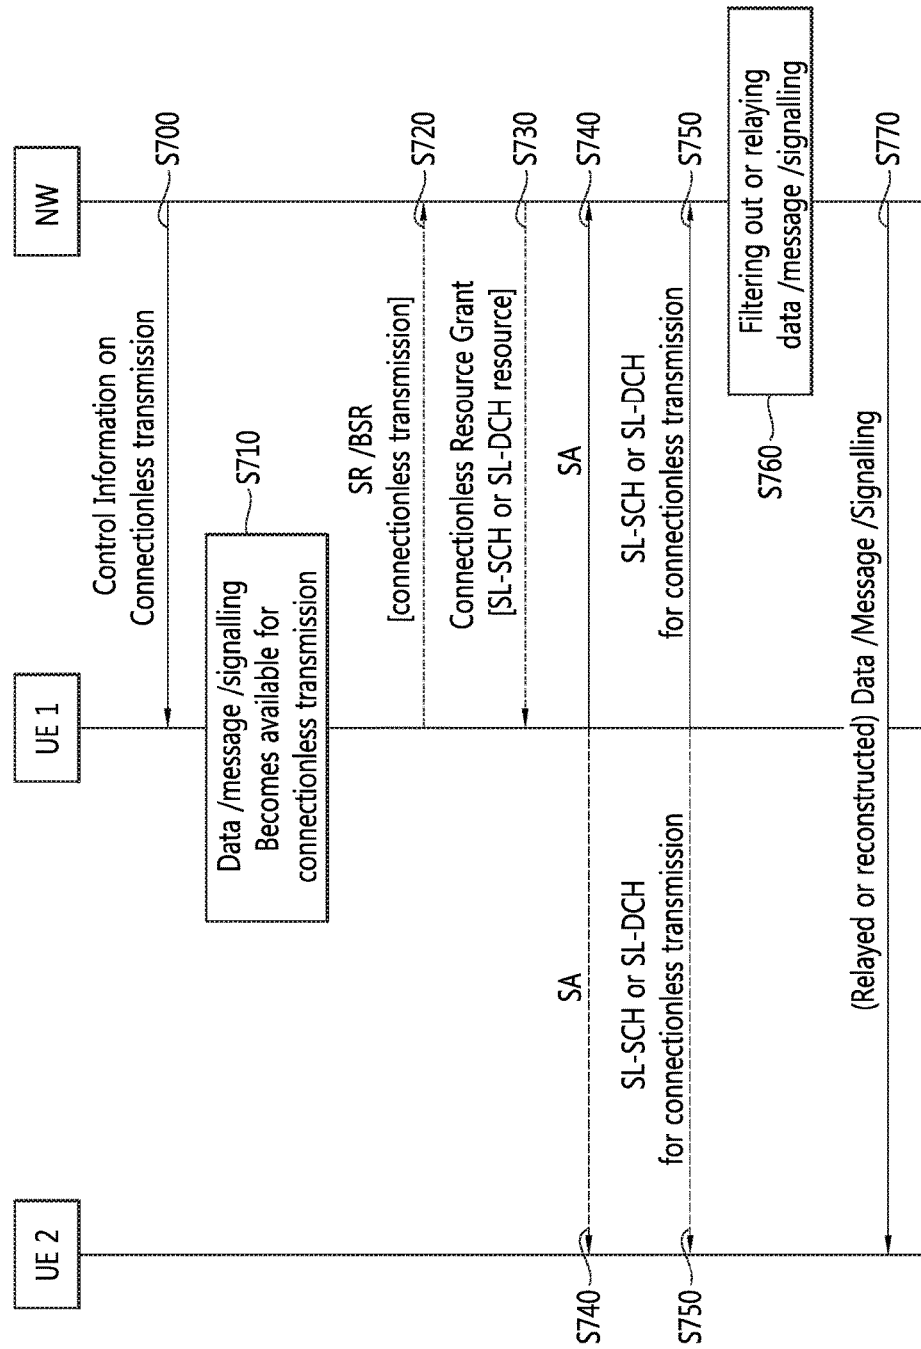 UE 2
UE 1
NW
Control Information on
Connectionless transmission
S700
Data /message /signalling
Becomes available for
connectionless transmission
S710
SR /BSR
[connectionless transmission]
S720
Connectionless Resource Grant
[SL-SCH or SL-DCH resource]
S730
S740
SA
SA
S740
S750
SL-SCH or SL-DCH
for connectionless transmission
SL-SCH or SL-DCH
for connectionless transmission
S750
S760
Filtering out or relaying
data /message /signalling
(Relayed or reconstructed) Data /Message /Signalling
S770